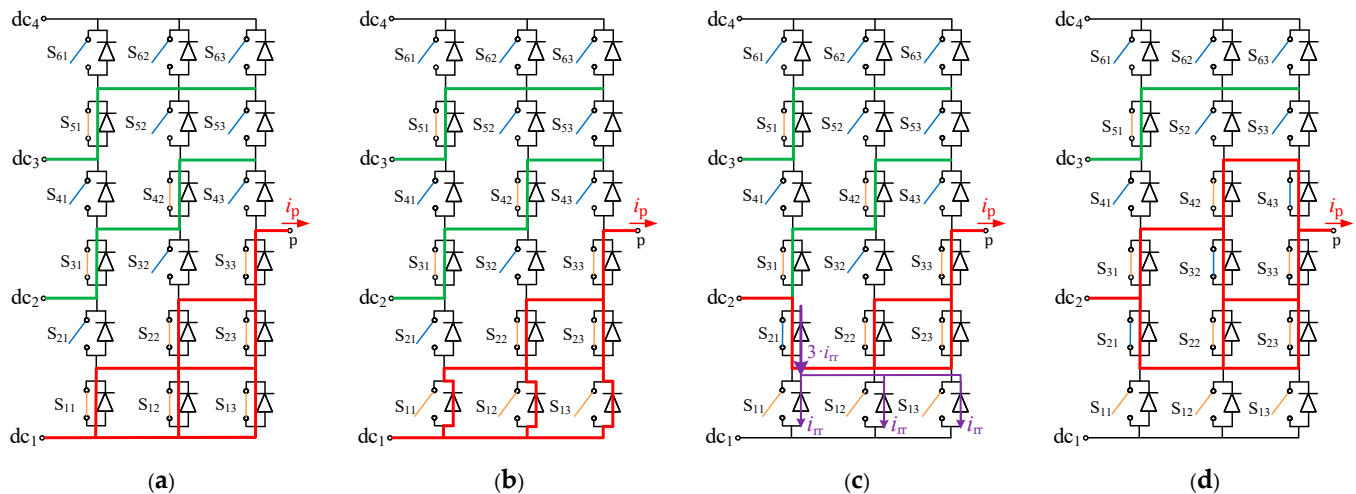 dc4 dc4 dc4 dc4
S61 S62 S63 S61 S62 S63 S61 S62 S63 S61 S62 S63
S51 S52 S53 S51 S52 S53 S51 S52 S53 S51 S52 S53
dc3 dc3 dc3 dc3
S41 S42 S43 S41 S42 S43 S41 S42 S43 S41 S42 S43
ip ip ip ip
p p p p
S31 S32 S33 S31 S32 S33 S31 S32 S33 S31 S32 S33
dc2 dc2 dc2 dc2
S21 S22 S23 S21 S22 S23 S21 S22 S23 S21 S22 S23
3·irr
S11 S12 S13 S11 S12 S13 S11 S12 S13 S11 S12 S13
irr irr irr
dc1 dc1 dc1 dc1
(a) (b) (c) (d)